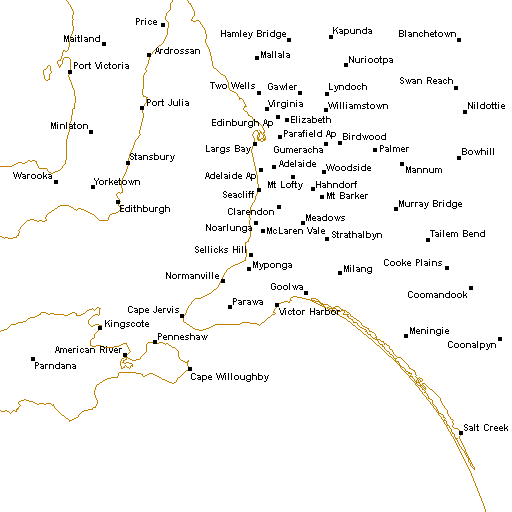 Price
Hamley Bridge
Kapunda
Blanchetown
Maitland
Ardrossan
Mallala
Nuriootpa
Port Victoria
Two Wells
Gawler
Lyndoch
Swan Reach
Port Julia
Virginia
Williamstown
Nildottie
Edinburgh Ap
Elizabeth
Minlaton
Parafield Ap
Birdwood
Largs Bay
Gumeracha
Palmer
Bowhill
Stansbury
Adelaide
Woodside
Mannum
Warooka
Yorketown
Adelaide Ap
Mt Lofty
Hahndorf
Seacliff
Mt Barker
Edithburgh
Clarendon
Murray Bridge
Noarlunga
Meadows
McLaren Vale
Strathalbyn
Tailem Bend
Sellicks Hill
Myponga
Milang
Cooke Plains
Normanville
Goolwa
Coomandook
Parawa
Victor Harbor
Cape Jervis
Kingscote
Penneshaw
Meningie
Coonalpyn
American River
Parndana
Cape Willoughby
Salt Creek